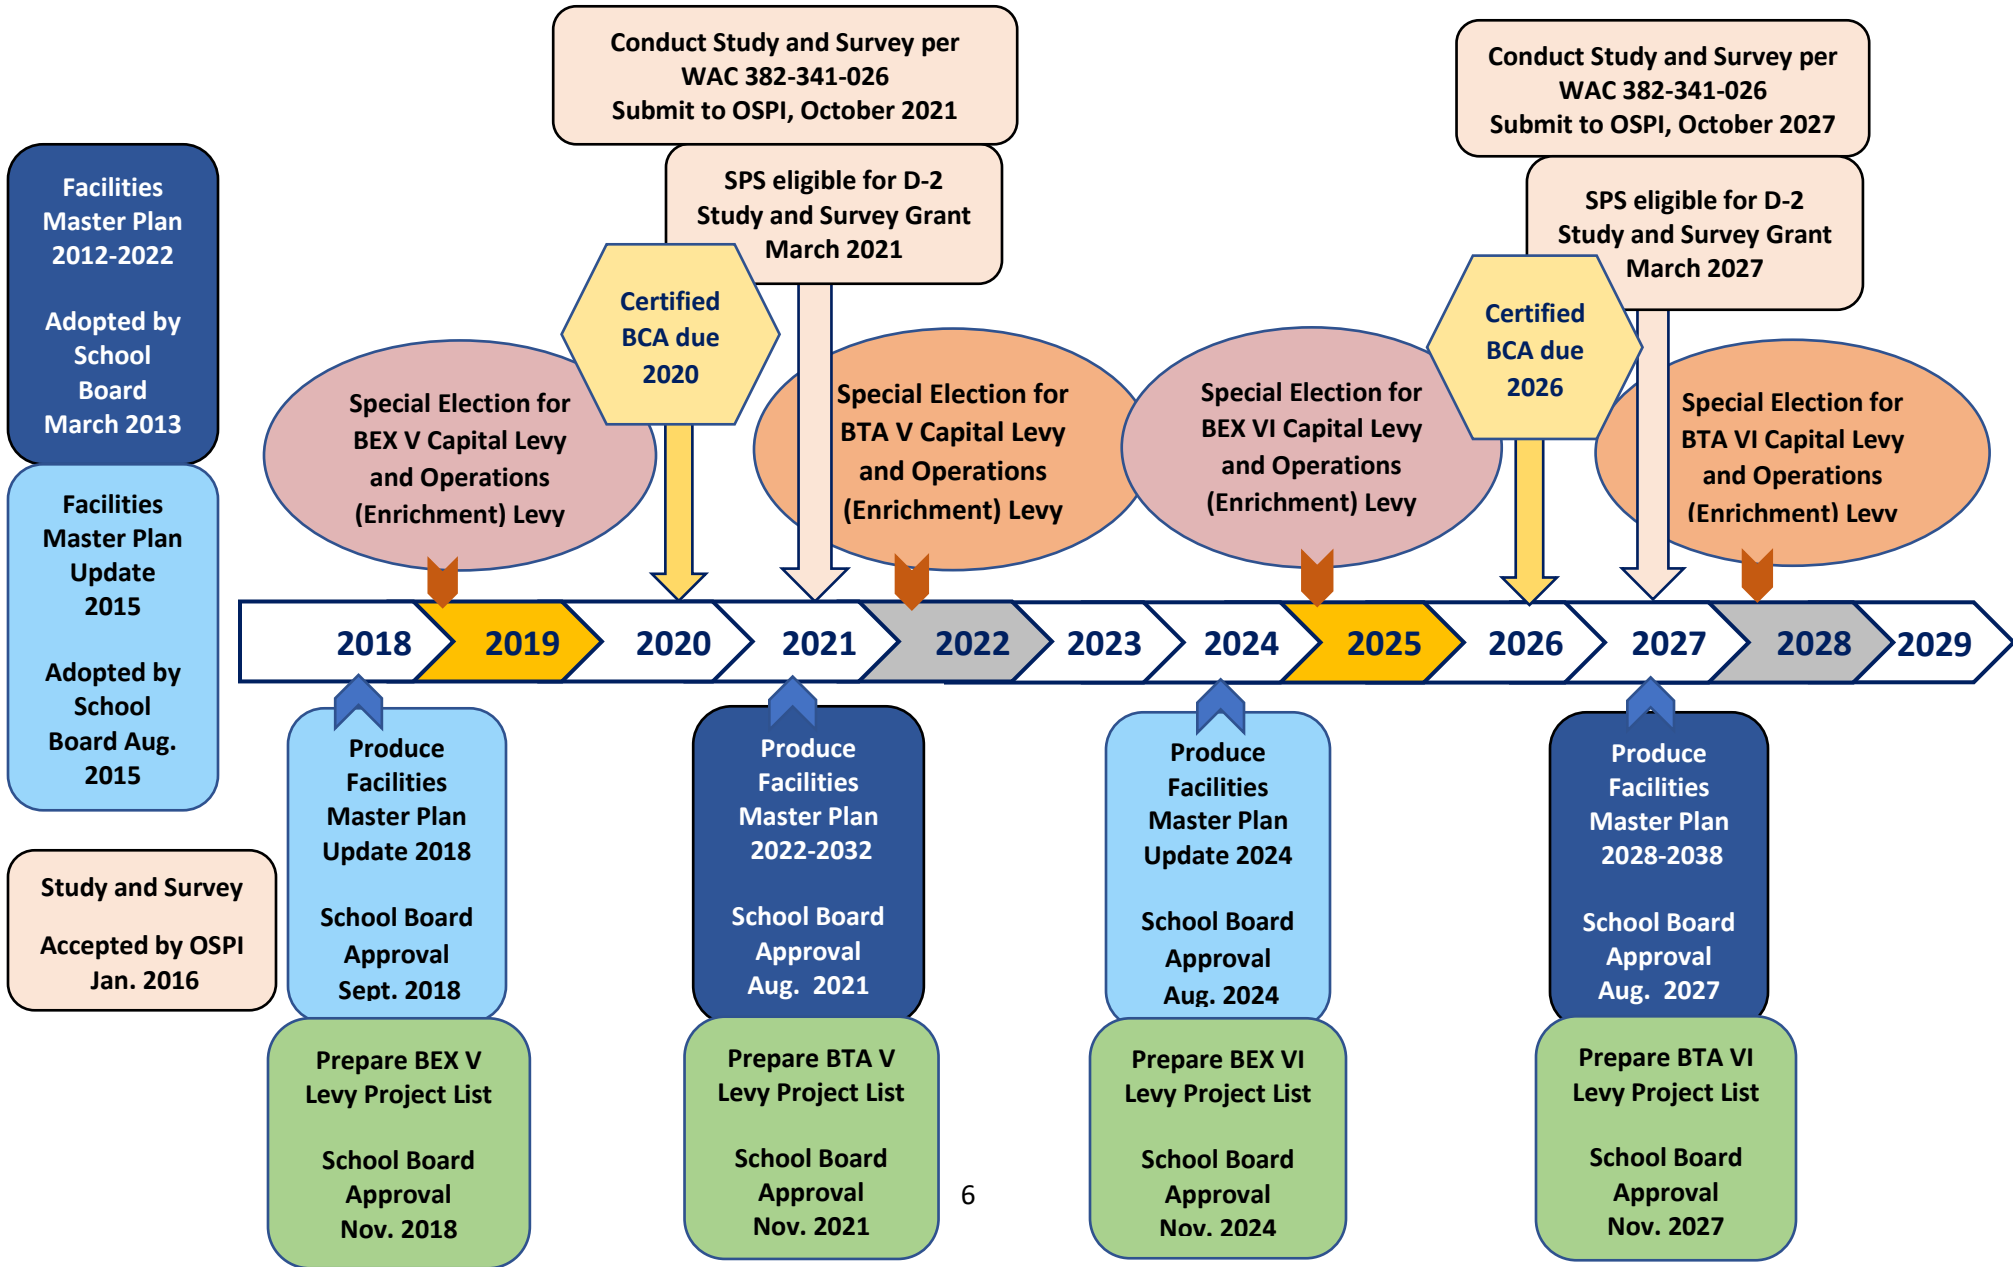 Conduct Study and Survey per
WAC 382-341-026
Submit to OSPI, October 2021
Conduct Study and Survey per
WAC 382-341-026
Submit to OSPI, October 2027
SPS eligible for D-2
Study and Survey Grant
March 2021
SPS eligible for D-2
Study and Survey Grant
March 2027
Facilities
Master Plan
2012-2022
Adopted by
School
Board
March 2013
Facilities
Master Plan
Update
2015
Adopted by
School
Board Aug.
2015
Study and Survey
Accepted by OSPI
Jan. 2016
Certified
BCA due
2020
Certified
BCA due
2026
Special Election for
BEX V Capital Levy
and Operations
(Enrichment) Levy
Special Election for
BTA V Capital Levy
and Operations
(Enrichment) Levy
Special Election for
BEX VI Capital Levy
and Operations
(Enrichment) Levy
Special Election for
BTA VI Capital Levy
and Operations
(Enrichment) Levy
2018 2019 2020 2021 2022 2023 2024 2025 2026 2027 2028 2029
Produce
Facilities
Master Plan
Update 2018
School Board
Approval
Sept. 2018
Produce
Facilities
Master Plan
2022-2032
School Board
Approval
Aug. 2021
Produce
Facilities
Master Plan
Update 2024
School Board
Approval
Aug. 2024
Produce
Facilities
Master Plan
2028-2038
School Board
Approval
Aug. 2027
Prepare BEX V
Levy Project List
School Board
Approval
Nov. 2018
Prepare BTA V
Levy Project List
School Board
Approval
Nov. 2021
Prepare BEX VI
Levy Project List
School Board
Approval
Nov. 2024
Prepare BTA VI
Levy Project List
School Board
Approval
Nov. 2027
6